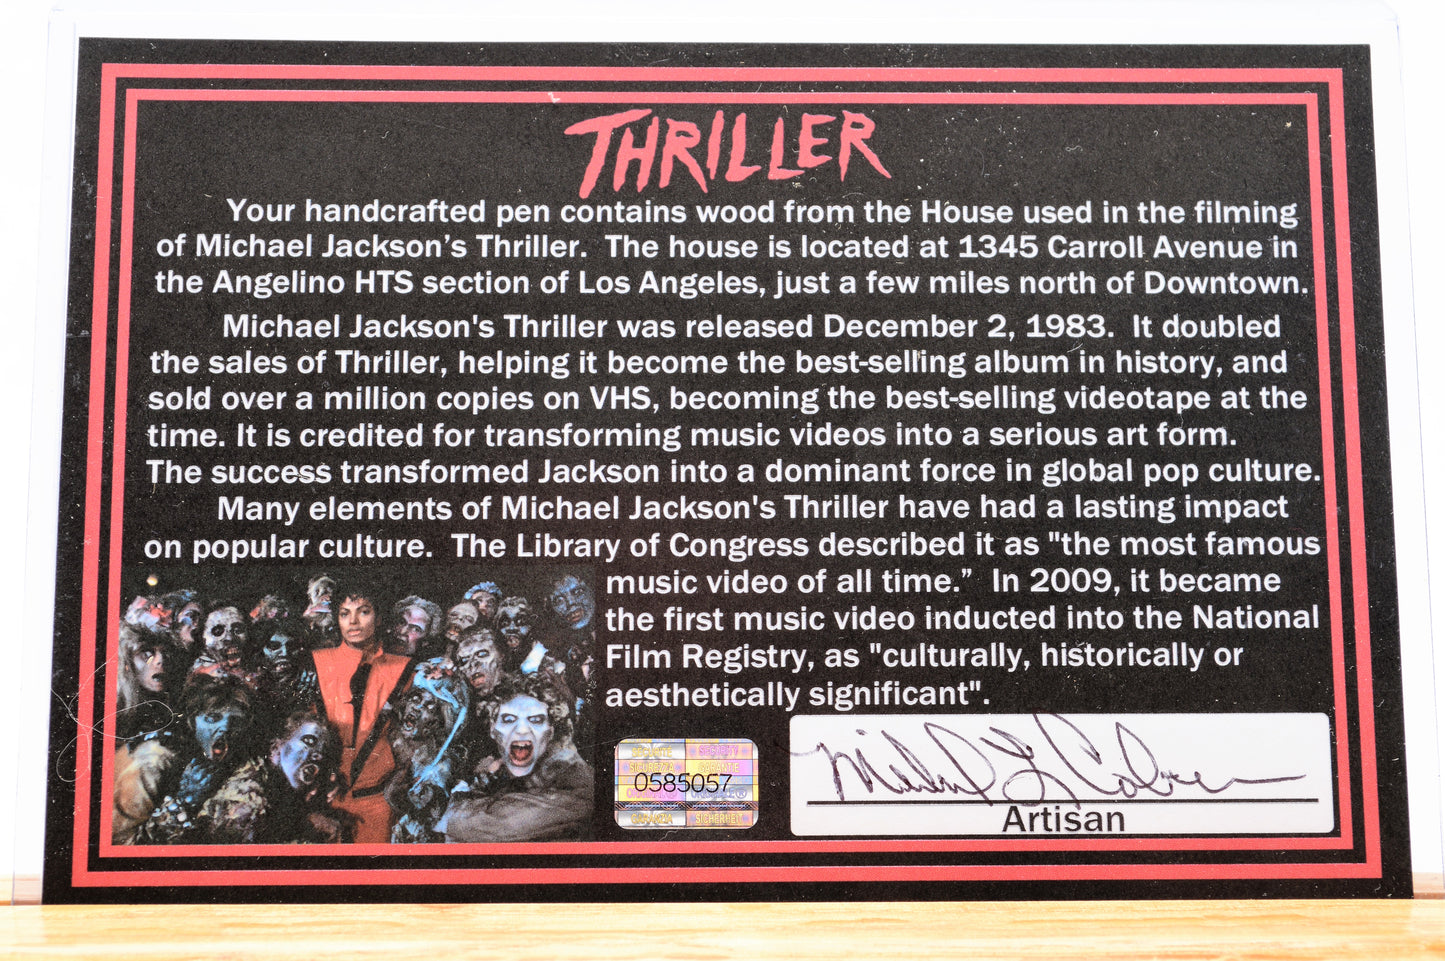 THRILLER
Your handcrafted pen contains wood from the House used in the filming
of Michael Jackson's Thriller.  The house is located at 1345 Carroll Avenue in
the Angelino HTS section of Los Angeles, just a few miles north of Downtown.
Michael Jackson's Thriller was released December 2, 1983.  It doubled
the sales of Thriller, helping it become the best-selling album in history, and
sold over a million copies on VHS, becoming the best-selling videotape at the
time. It is credited for transforming music videos into a serious art form.
The success transformed Jackson into a dominant force in global pop culture.
Many elements of Michael Jackson's Thriller have had a lasting impact
on popular culture.  The Library of Congress described it as "the most famous
music video of all time.”  In 2009, it became
the first music video inducted into the National
Film Registry, as "culturally, historically or
aesthetically significant".
SECURITY
SICUREZZA GARANTIE
0585057
GARANZIA SICHERHEIT
Artisan